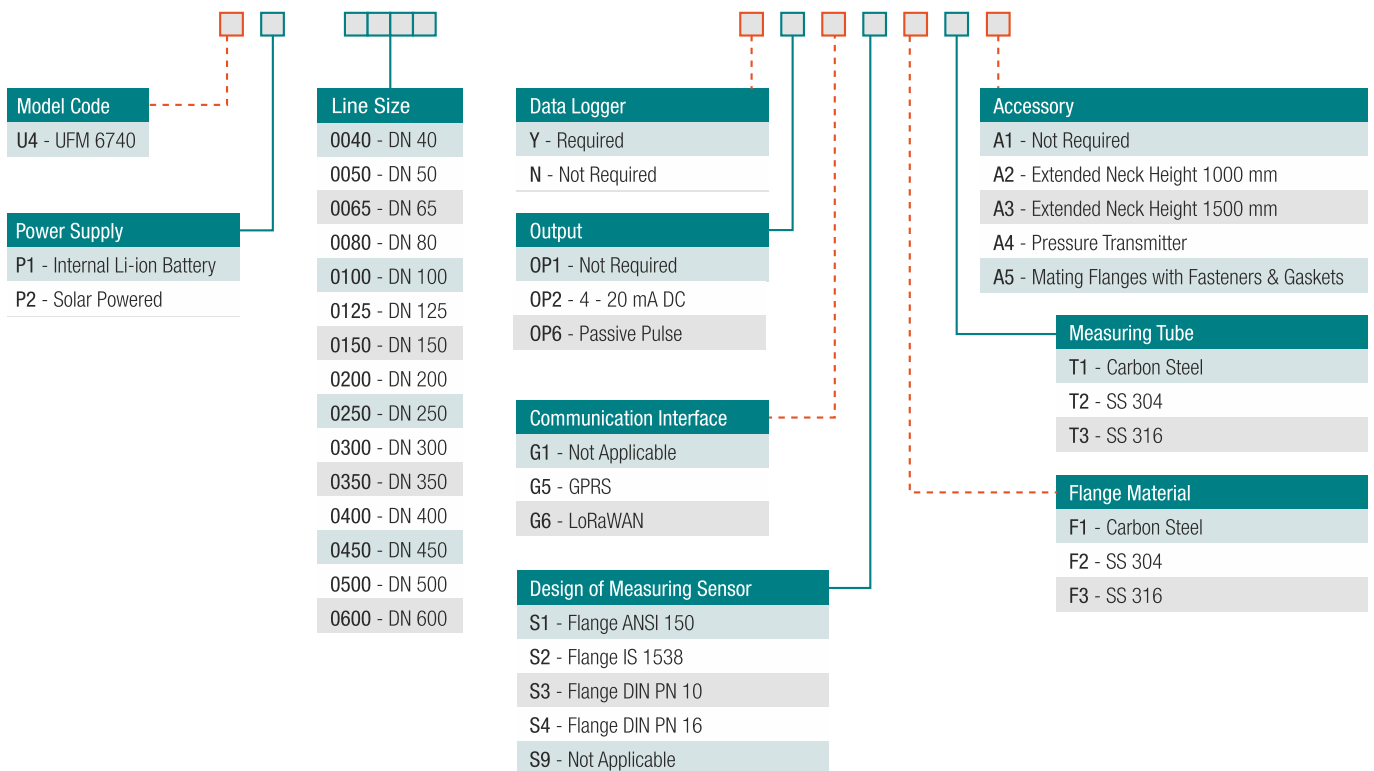 Model Code
U4 - UFM 6740
Power Supply
P1 - Internal Li-ion Battery
P2 - Solar Powered
Line Size
0040 - DN 40
0050 - DN 50
0065 - DN 65
0080 - DN 80
0100 - DN 100
0125 - DN 125
0150 - DN 150
0200 - DN 200
0250 - DN 250
0300 - DN 300
0350 - DN 350
0400 - DN 400
0450 - DN 450
0500 - DN 500
0600 - DN 600
Data Logger
Y - Required
N - Not Required
Output
OP1 - Not Required
OP2 - 4 - 20 mA DC
OP6 - Passive Pulse
Communication Interface
G1 - Not Applicable
G5 - GPRS
G6 - LoRaWAN
Design of Measuring Sensor
S1 - Flange ANSI 150
S2 - Flange IS 1538
S3 - Flange DIN PN 10
S4 - Flange DIN PN 16
S9 - Not Applicable
Accessory
A1 - Not Required
A2 - Extended Neck Height 1000 mm
A3 - Extended Neck Height 1500 mm
A4 - Pressure Transmitter
A5 - Mating Flanges with Fasteners & Gaskets
Measuring Tube
T1 - Carbon Steel
T2 - SS 304
T3 - SS 316
Flange Material
F1 - Carbon Steel
F2 - SS 304
F3 - SS 316